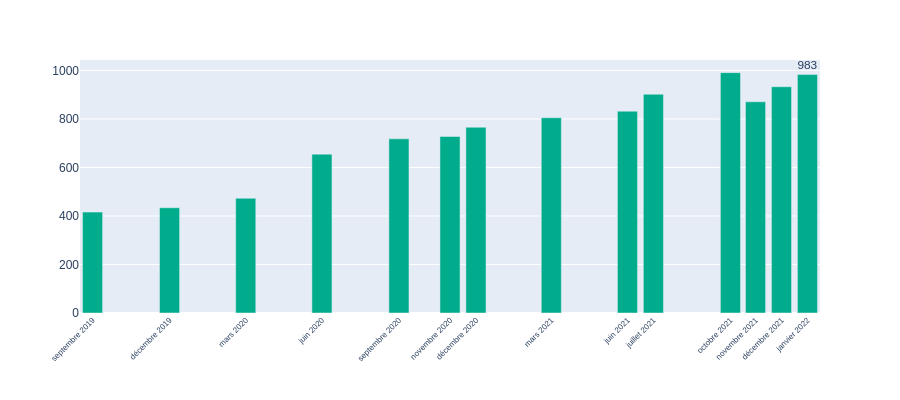 983
1000
800
600
400
200
0
septembre 2019
décembre 2019
mars 2020
juin 2020
septembre 2020
novembre 2020
décembre 2020
mars 2021
juin 2021
juillet 2021
octobre 2021
novembre 2021
décembre 2021
janvier 2022